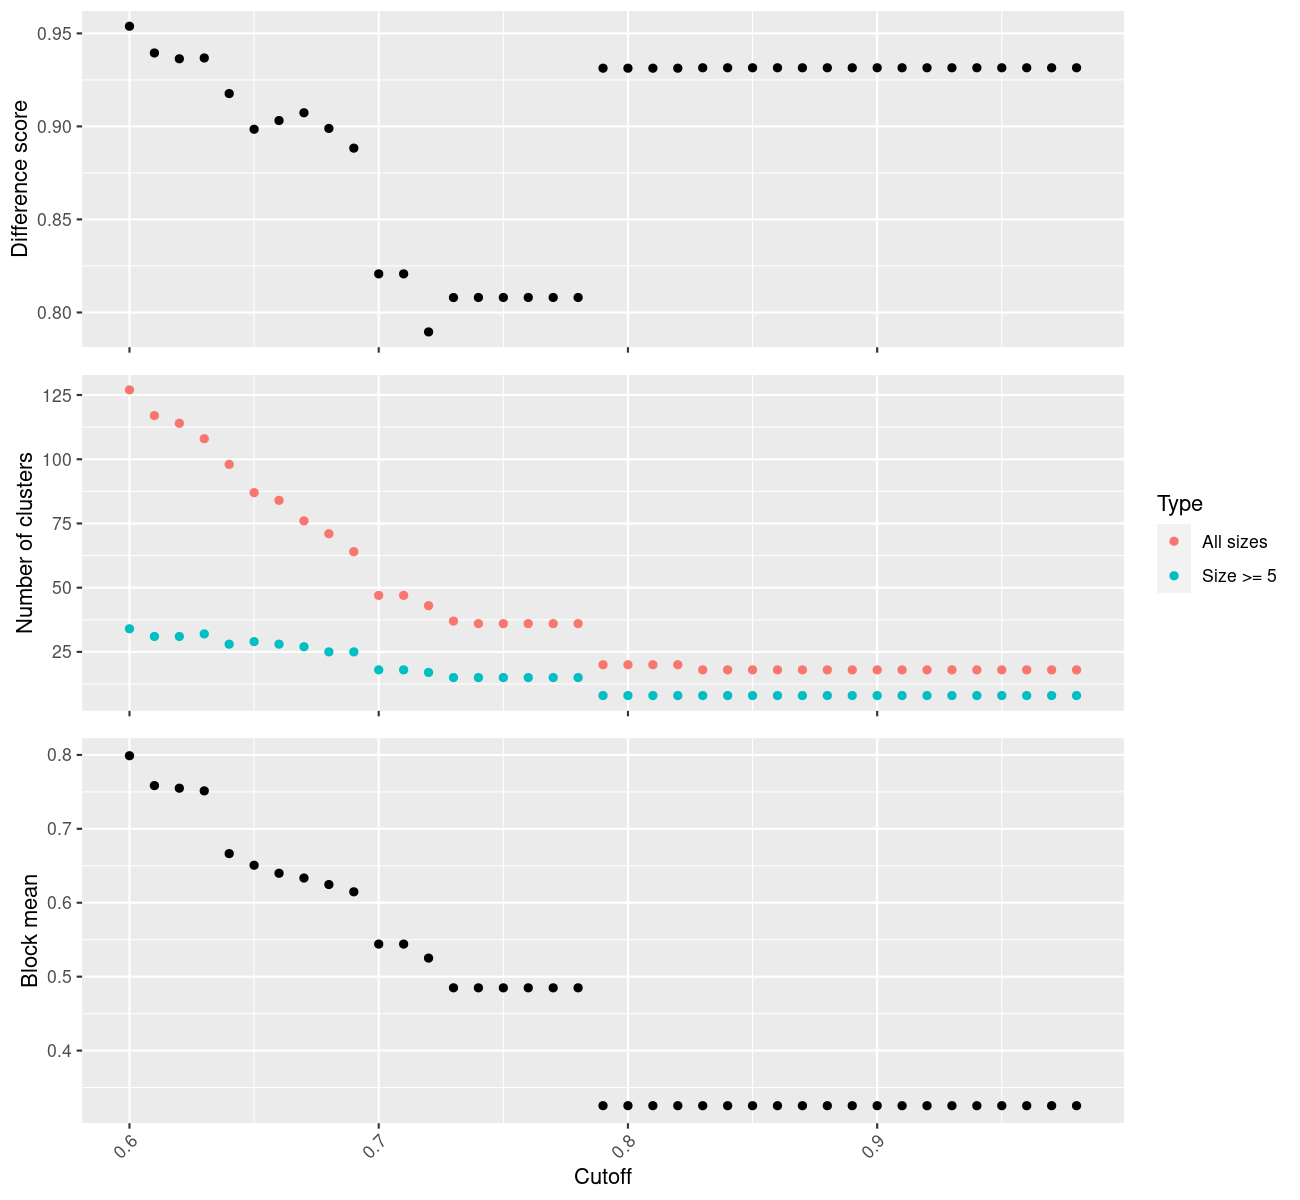 Difference score
0.95
0.90
0.85
0.80
Number of clusters
125
100
75
50
25
Type
All sizes
Size >= 5
Block mean
0.8
0.7
0.6
0.5
0.4
0.6 0.7 0.8 0.9
Cutoff